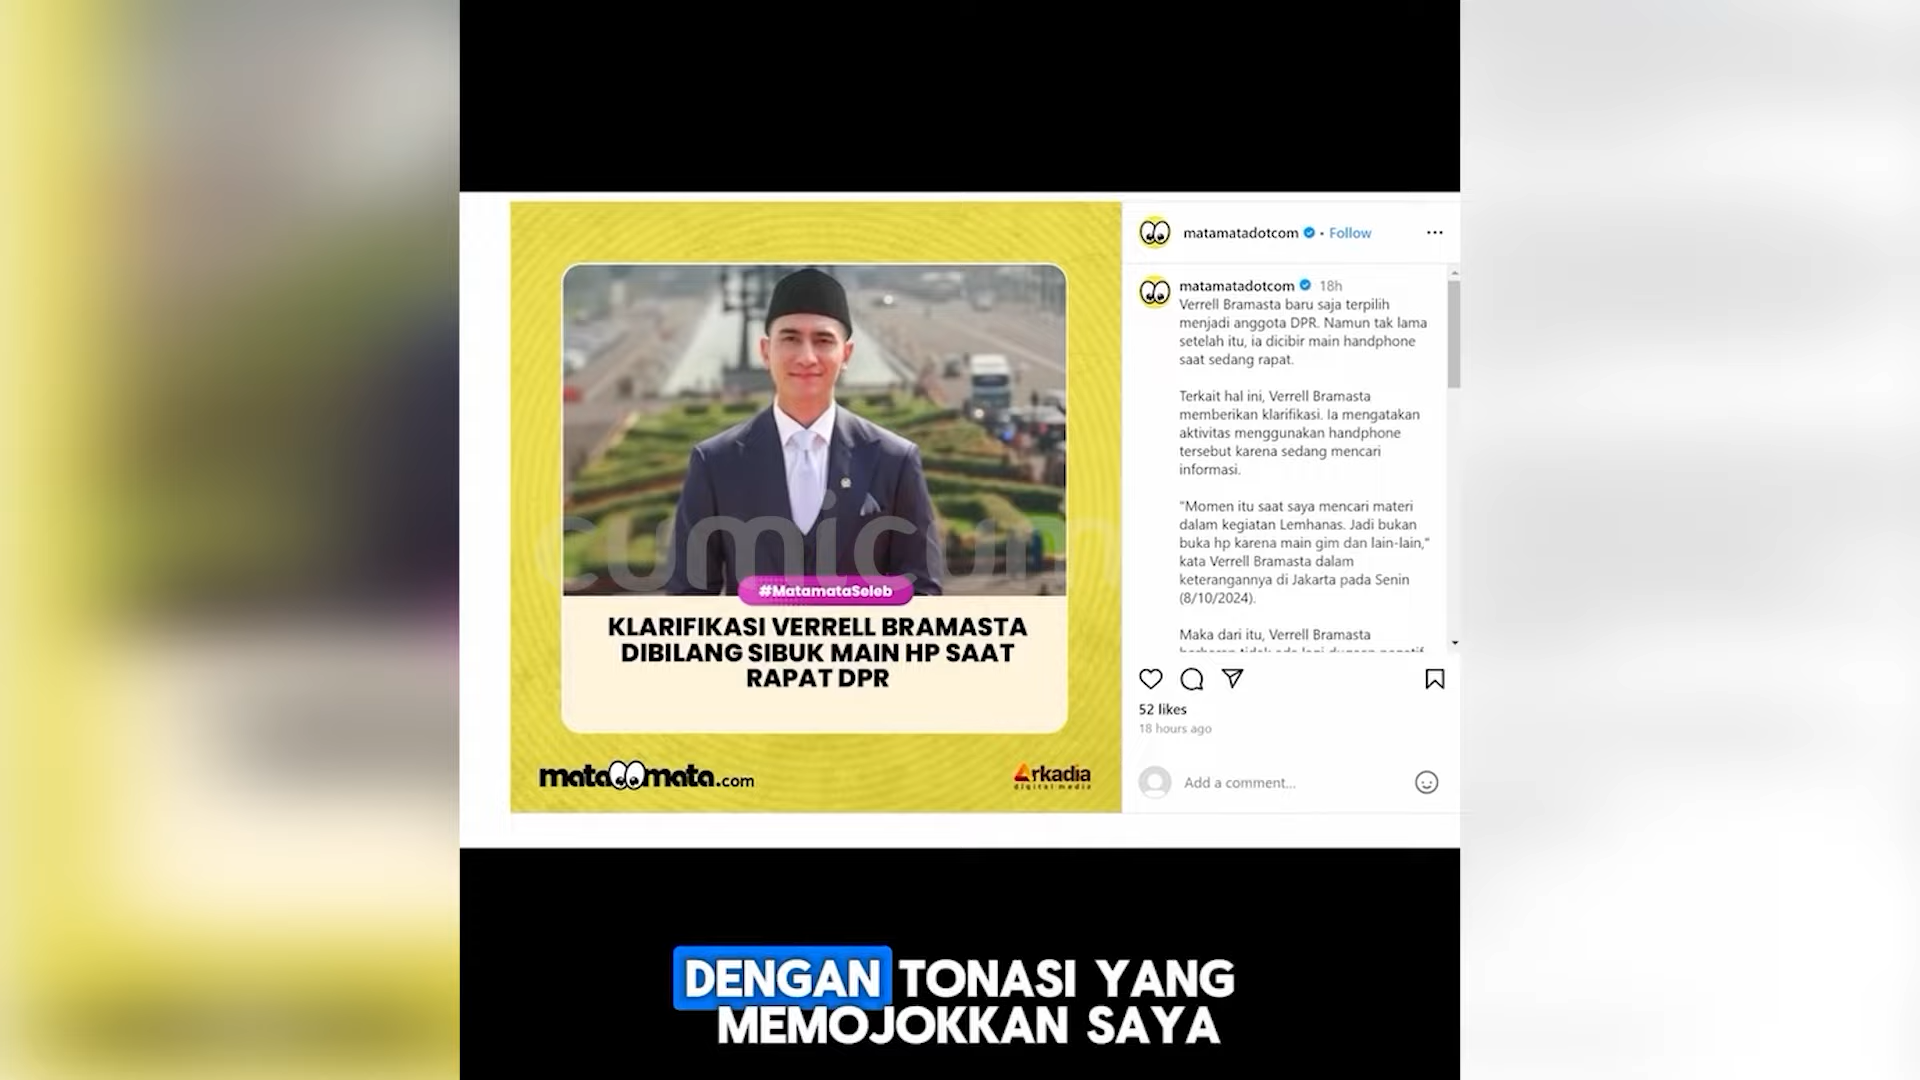 matamatadotcom • Follow
matamatadotcom 18h
Verrell Bramasta baru saja terpilih
menjadi anggota DPR. Namun tak lama
setelah itu, ia dicibir main handphone
saat sedang rapat.
Terkait hal ini, Verrell Bramasta
memberikan klarifikasi. Ia mengatakan
aktivitas menggunakan handphone
tersebut karena sedang mencari
informasi.
"Momen itu saat saya mencari materi
dalam kegiatan Lemhanas. Jadi bukan
buka hp karena main gim dan lain-lain,"
kata Verrell Bramasta dalam
keterangannya di Jakarta pada Senin
(8/10/2024).
Maka dari itu, Verrell Bramasta
cumicum
#MatamataSeleb
KLARIFIKASI VERRELL BRAMASTA
DIBILANG SIBUK MAIN HP SAAT
RAPAT DPR
matamata.com
Arkadia
digital media
52 likes
18 hours ago
Add a comment...
DENGAN TONASI YANG
MEMOJOKKAN SAYA